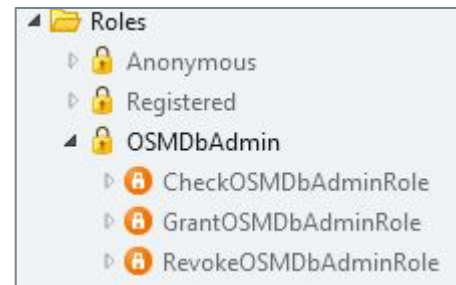 Roles
Anonymous
Registered
OSMDbAdmin
CheckOSMDbAdminRole
GrantOSMDbAdminRole
RevokeOSMDbAdminRole